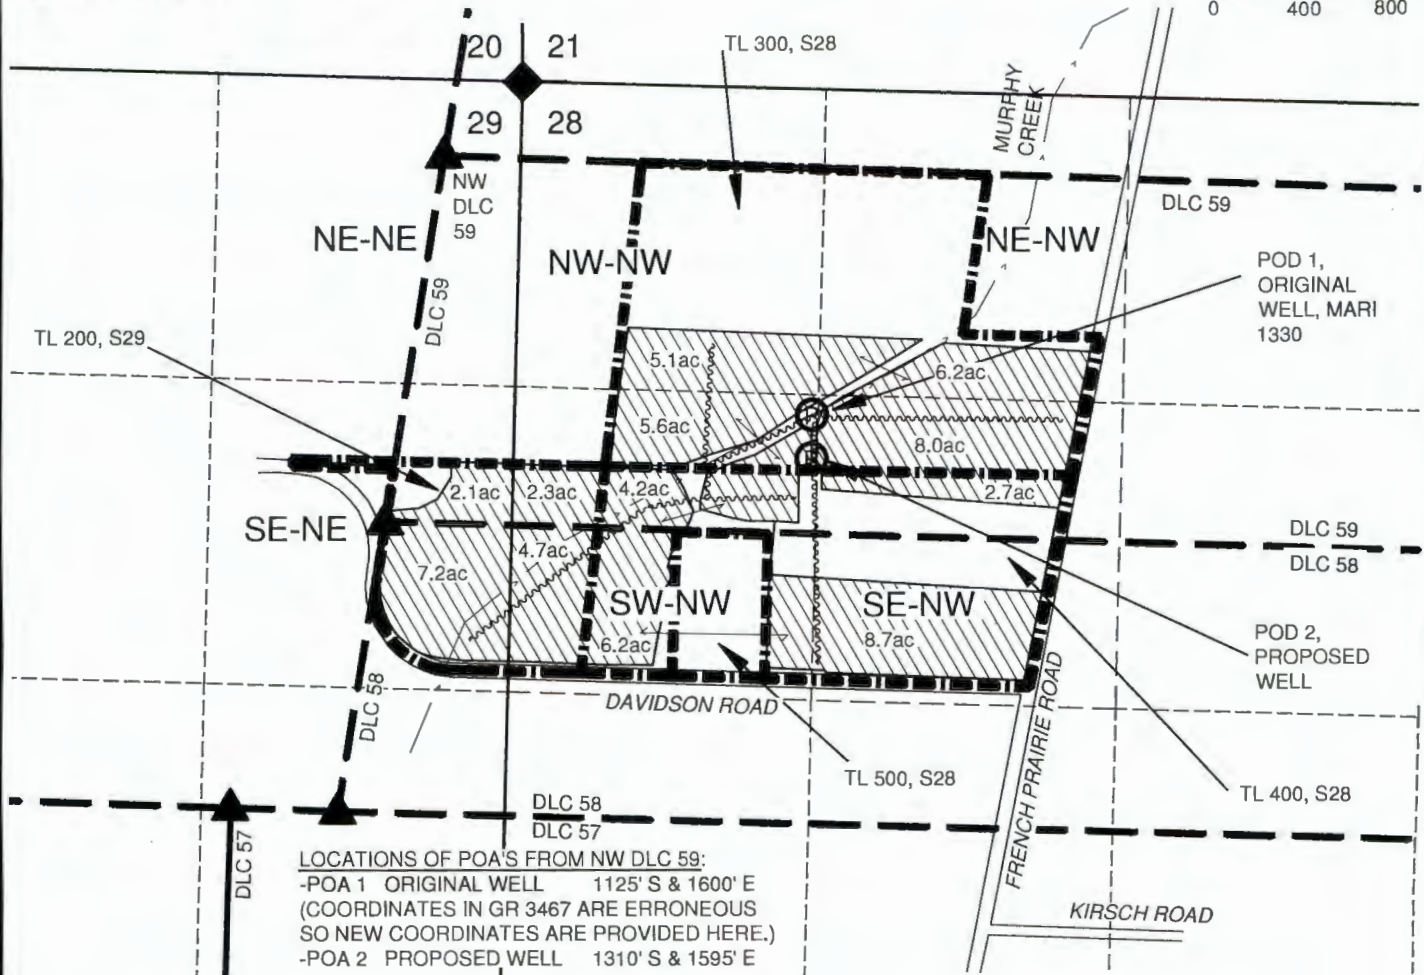 0 400 800
20 21
TL 300, S28
MURPHY
CREEK
29 28
NW
DLC
59
DLC 59
NE-NE
NW-NW
NE-NW
POD 1,
ORIGINAL
WELL, MARI
1330
DLC 59
TL 200, S29
5.1ac
6.2ac
5.6ac
8.0ac
2.1ac
2.3ac
4.2ac
2.7ac
SE-NE
DLC 59
DLC 58
4.7ac
7.2ac
SW-NW
SE-NW
6.2ac
8.7ac
POD 2,
PROPOSED
WELL
DLC 58
DAVIDSON ROAD
FRENCH PRAIRIE ROAD
TL 500, S28
TL 400, S28
DLC 58
DLC 57
DLC 57
LOCATIONS OF POA'S FROM NW DLC 59:
-POA 1 ORIGINAL WELL 1125' S & 1600' E
(COORDINATES IN GR 3467 ARE ERRONEOUS
SO NEW COORDINATES ARE PROVIDED HERE.)
-POA 2 PROPOSED WELL 1310' S & 1595' E
KIRSCH ROAD